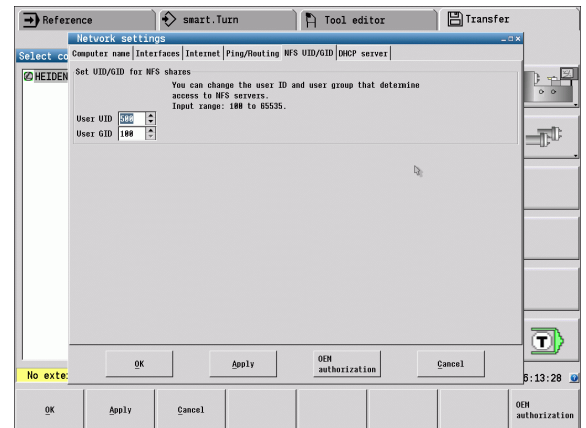 Reference
smart.Turn
Tool editor
Transfer
Network settings
Select co
Computer name Interfaces Internet Ping/Routing NFS UID/GID DHCP server
HEIDEN
Set UID/GID for NFS shares
You can change the user ID and user group that determine
access to NFS servers.
Input range: 100 to 65535.
User UID 500
User GID 100
T
OK
Apply
OEM
authorization
Cancel
No exte
6:13:28
OK
Apply
Cancel
OEM
authorization